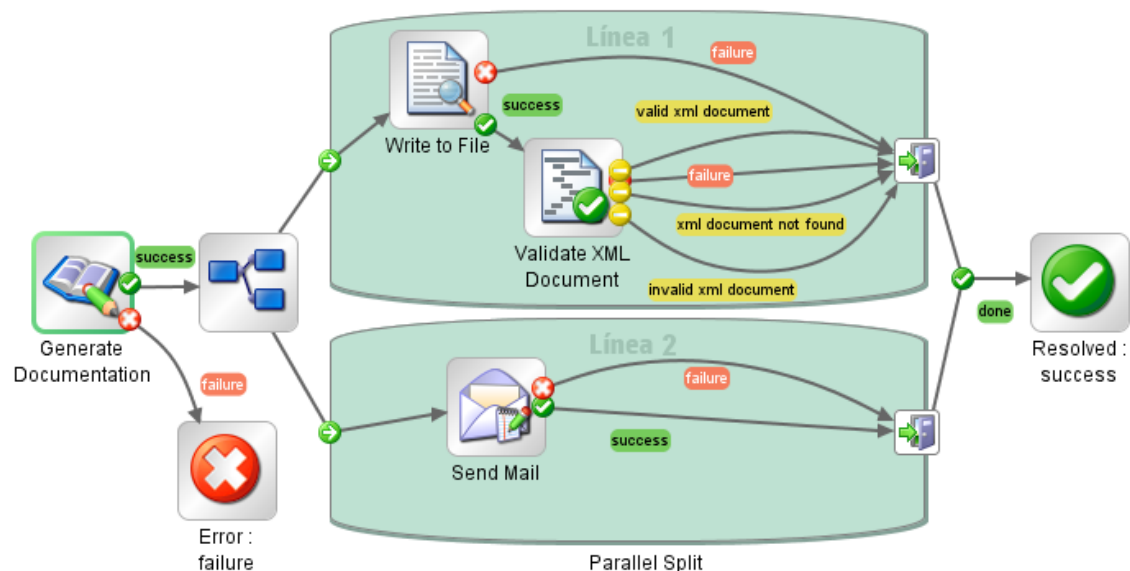 Línea 1
failure
success
valid xml document
Write to File
failure
xml document not found
Validate XML
Document
invalid xml document
success
Generate
Documentation
failure
Error :
failure
Línea 2
failure
success
Send Mail
Parallel Split
done
Resolved :
success